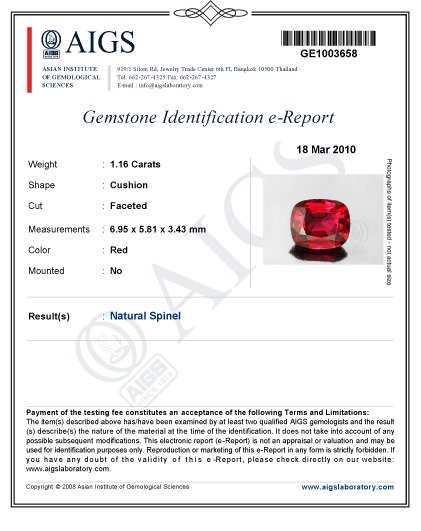 AIGS
ASIAN INSTITUTE
OF GEMOLOGICAL
SCIENCES
919/1 Silom Rd, Jewelry Trade Center 6th Fl, Bangkok 10500 Thailand
Tel: 662-267-4325 Fax: 662-267-4327
E-mail : info@aigslaboratory.com
GE1003658
Gemstone Identification e-Report
18 Mar 2010
Weight : 1.16 Carats
Shape : Cushion
Cut : Faceted
Measurements : 6.95 x 5.81 x 3.43 mm
Color : Red
Mounted : No
Photographs of item(s) tested - not actual size
Result(s) : Natural Spinel
AIGS
AIGS
SINCE 1978
Payment of the testing fee constitutes an acceptance of the following Terms and Limitations:
The item(s) described above has/have been examined by at least two qualified AIGS gemologists and the result
(s) describe(s) the nature of the material at the time of the identification. It does not take into account of any
possible subsequent modifications. This electronic report (e-Report) is not an appraisal or valuation and may be
used for identification purposes only. Reproduction or marketing of this e-Report in any form is strictly forbidden. If
you have any doubt of the validity of this e-Report, please check directly on our website:
www.aigslaboratory.com.
Copyright © 2008 Asian Institute of Gemological Sciences
www.aigslaboratory.com